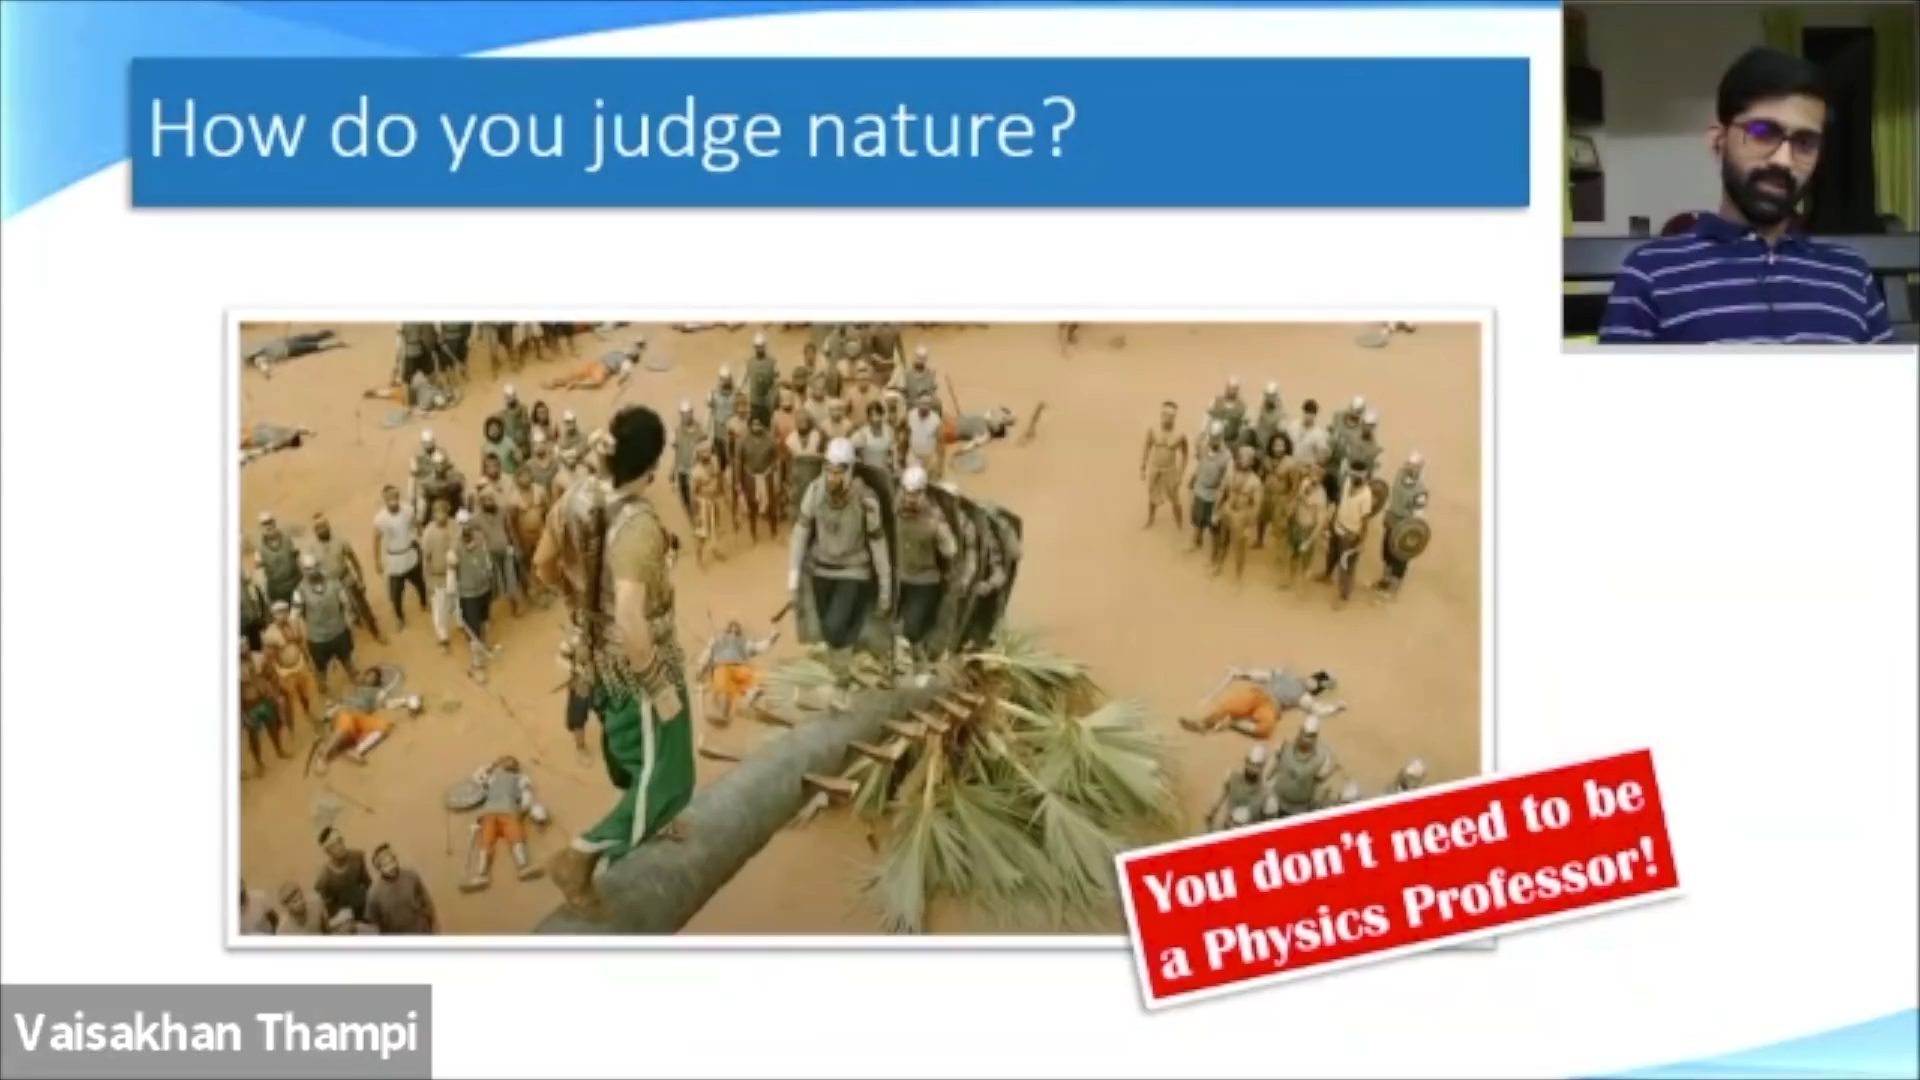 How do you judge nature?
You don't need to be
a Physics Professor!
Vaisakhan Thampi